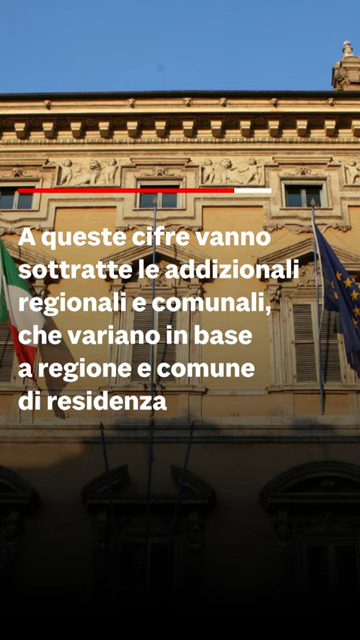 A queste cifre vanno
sottratte le addizionali
regionali e comunali,
che variano in base
a regione e comune
di residenza